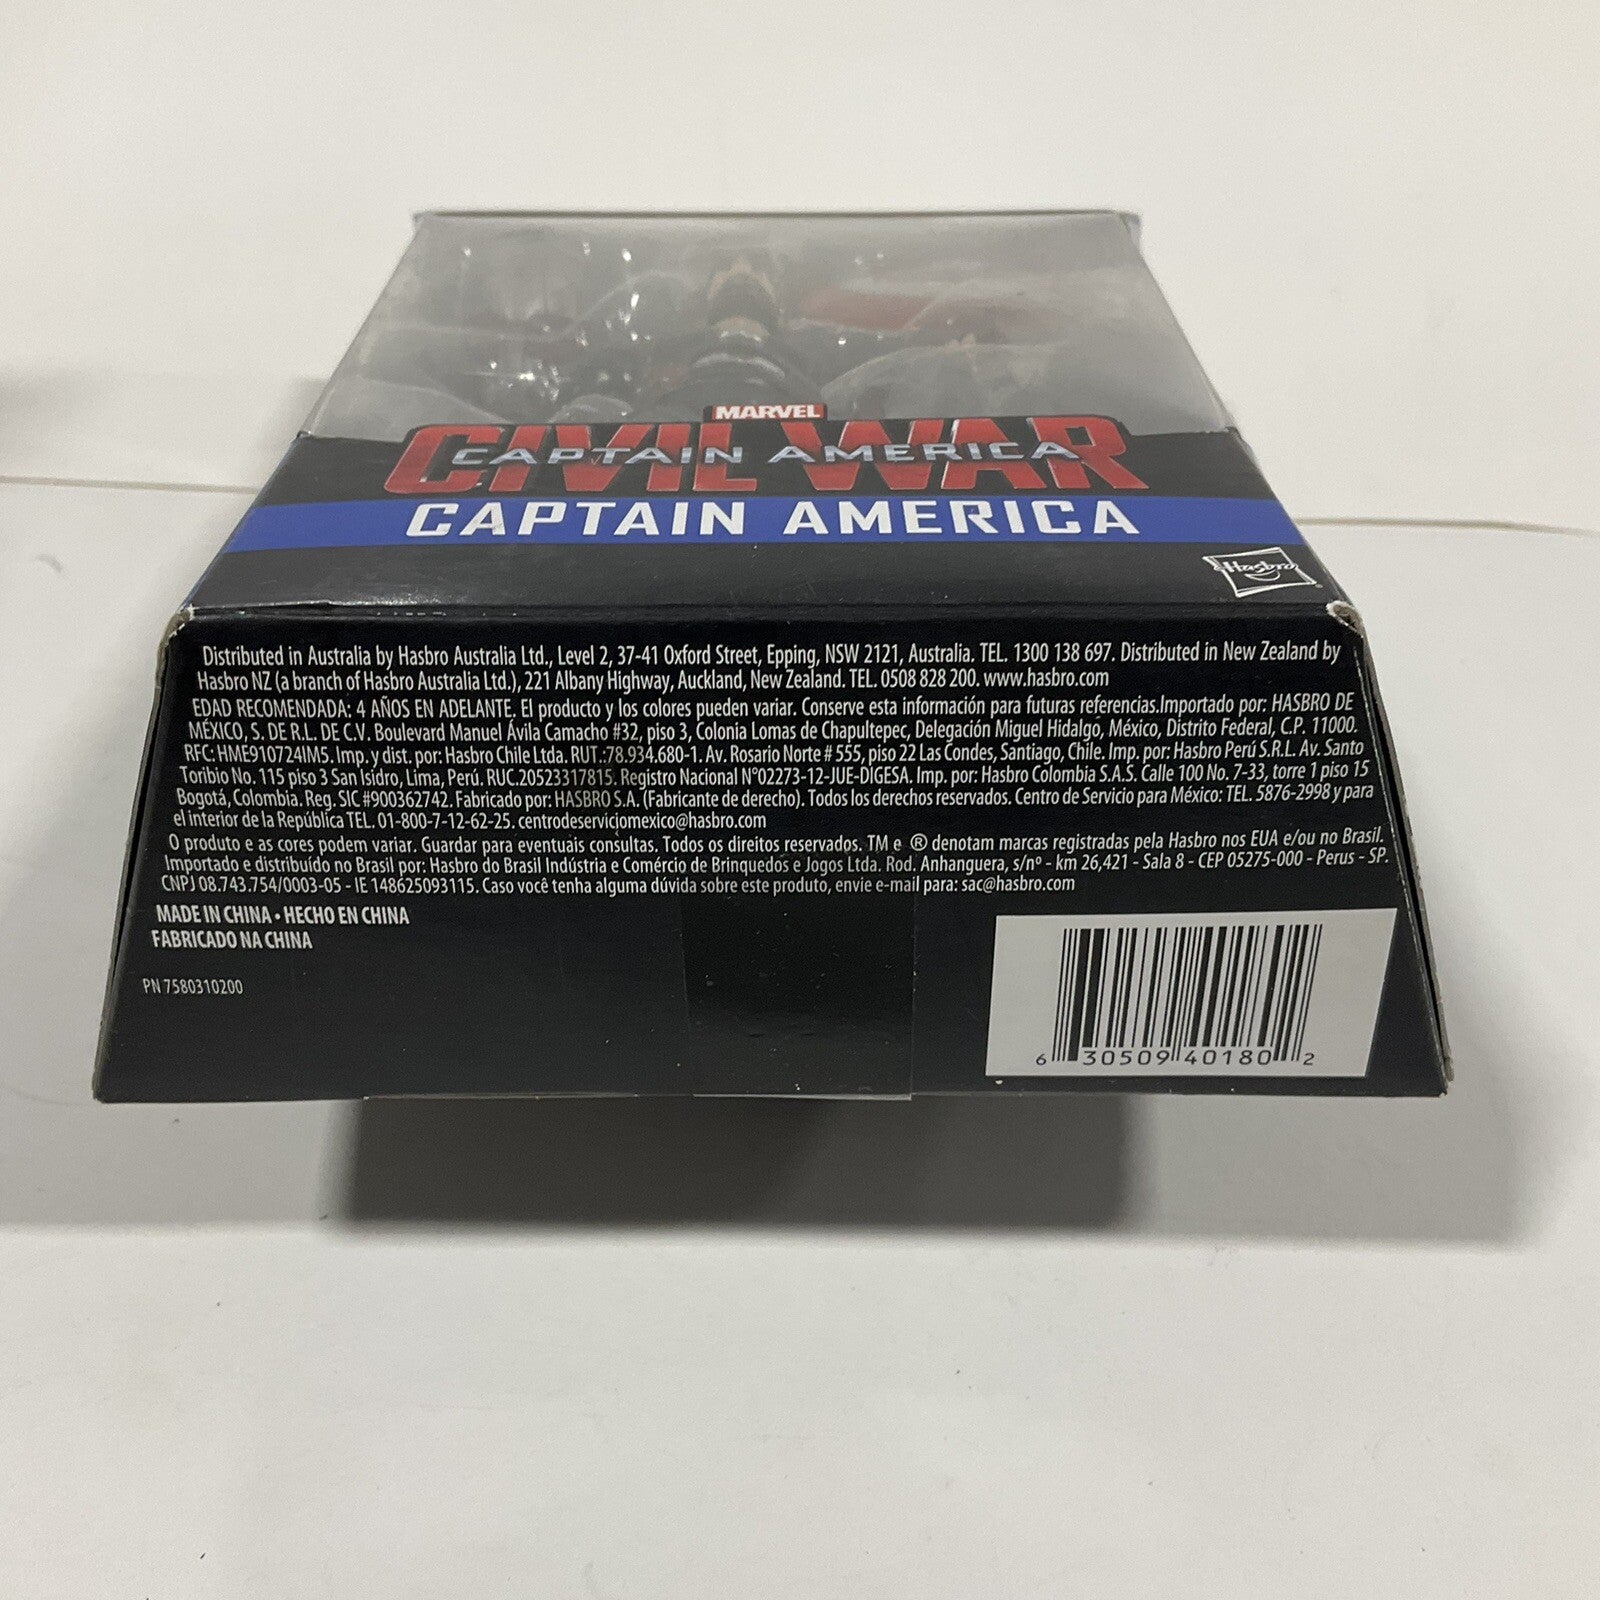 MARVEL
CIVIL WAR
CAPTAIN AMERICA
CAPTAIN AMERICA
Hasbro
Distributed in Australia by Hasbro Australia Ltd., Level 2, 37-41 Oxford Street, Epping, NSW 2121, Australia. TEL. 1300 138 697. Distributed in New Zealand by
Hasbro NZ (a branch of Hasbro Australia Ltd.), 221 Albany Highway, Auckland, New Zealand. TEL. 0508 828 200. www.hasbro.com
EDAD RECOMENDADA: 4 AÑOS EN ADELANTE. El producto y los colores pueden variar. Conserve esta información para futuras referencias.Importado por: HASBRO DE
MÉXICO, S. DE R.L. DE C.V. Boulevard Manuel Ávila Camacho #32, piso 3, Colonia Lomas de Chapultepec, Delegación Miguel Hidalgo, México, Distrito Federal, C.P. 11000.
RFC: HME910724IM5. Imp. y dist. por: Hasbro Chile Ltda. RUT.:78.934.680-1. Av. Rosario Norte # 555, piso 22 Las Condes, Santiago, Chile. Imp. por: Hasbro Perú S.R.L. Av. Santo
Toribio No. 115 piso 3 San Isidro, Lima, Perú. RUC.20523317815. Registro Nacional N°02273-12-JUE-DIGESA. Imp. por: Hasbro Colombia S.A.S. Calle 100 No. 7-33, torre 1 piso 15
Bogotá, Colombia. Reg. SIC #900362742. Fabricado por: HASBRO S.A. (Fabricante de derecho). Todos los derechos reservados. Centro de Servicio para México: TEL. 5876-2998 y para
el interior de la República TEL. 01-800-7-12-62-25. centrodeserviciomexico@hasbro.com
O produto e as cores podem variar. Guardar para eventuais consultas. Todos os direitos reservados. TM e ® denotam marcas registradas pela Hasbro nos EUA e/ou no Brasil.
Importado e distribuído no Brasil por: Hasbro do Brasil Indústria e Comércio de Brinquedos e Jogos Ltda. Rod. Anhanguera, s/nº - km 26,421 - Sala 8 - CEP 05275-000 - Perus - SP.
CNPJ 08.743.754/0003-05 - IE 148625093115. Caso você tenha alguma dúvida sobre este produto, envie e-mail para: sac@hasbro.com
MADE IN CHINA • HECHO EN CHINA
FABRICADO NA CHINA
PN 7580310200
6 30509 40180 2